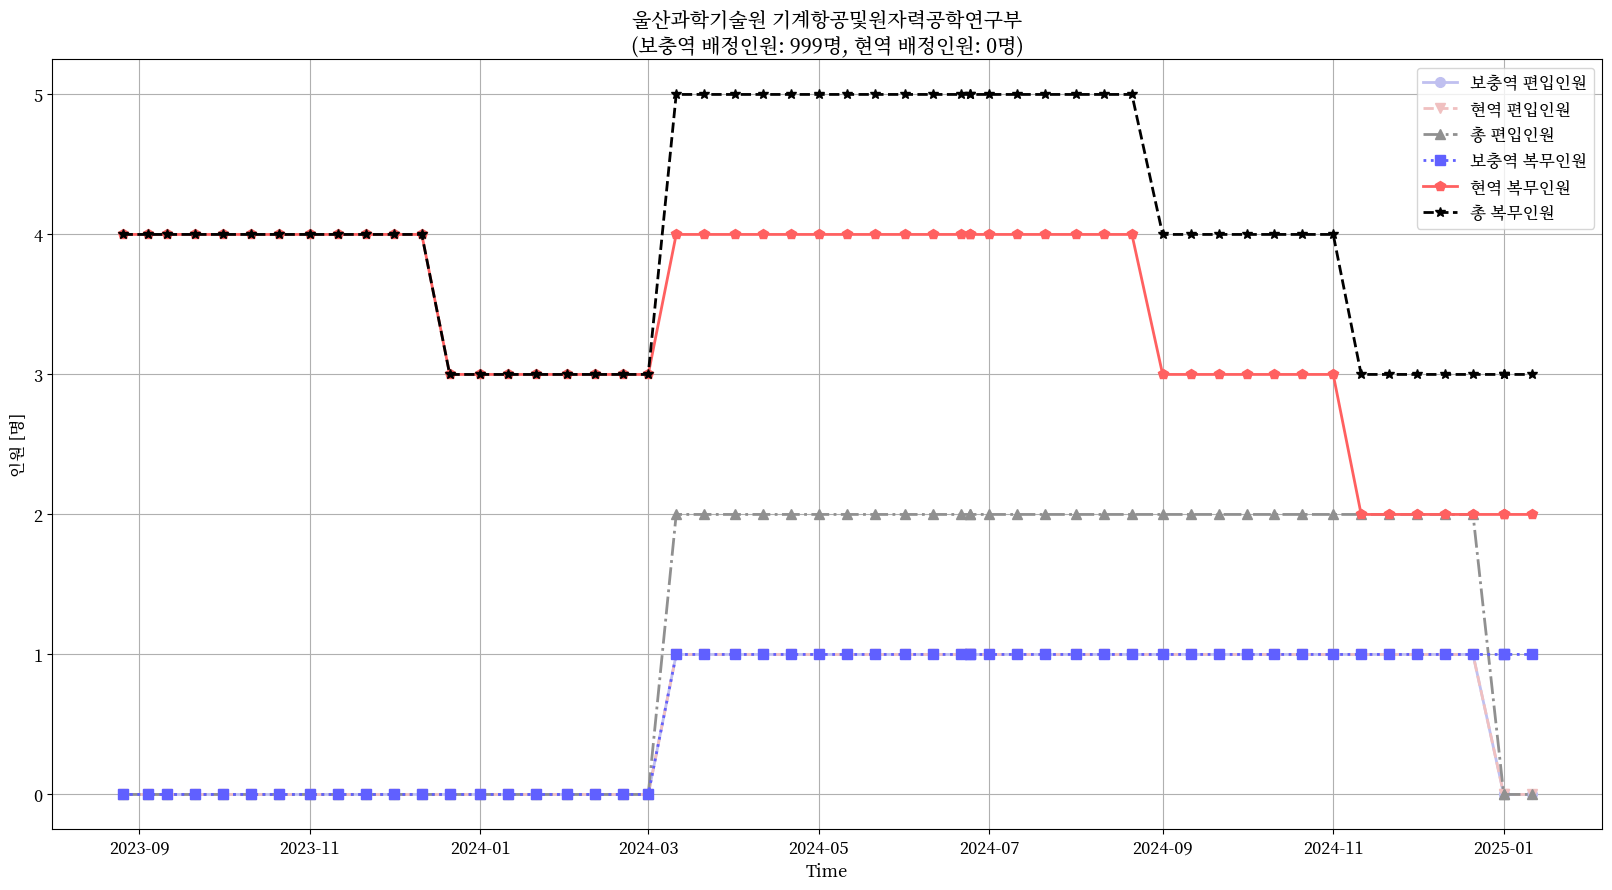 울산과학기술원 기계항공및원자력공학연구부
(보충역 배정인원: 999명, 현역 배정인원: 0명)
보충역 편입인원
현역 편입인원
총 편입인원
보충역 복무인원
현역 복무인원
총 복무인원
인원 [명]
5
4
3
2
1
0
2023-09
2023-11
2024-01
2024-03
2024-05
2024-07
2024-09
2024-11
2025-01
Time